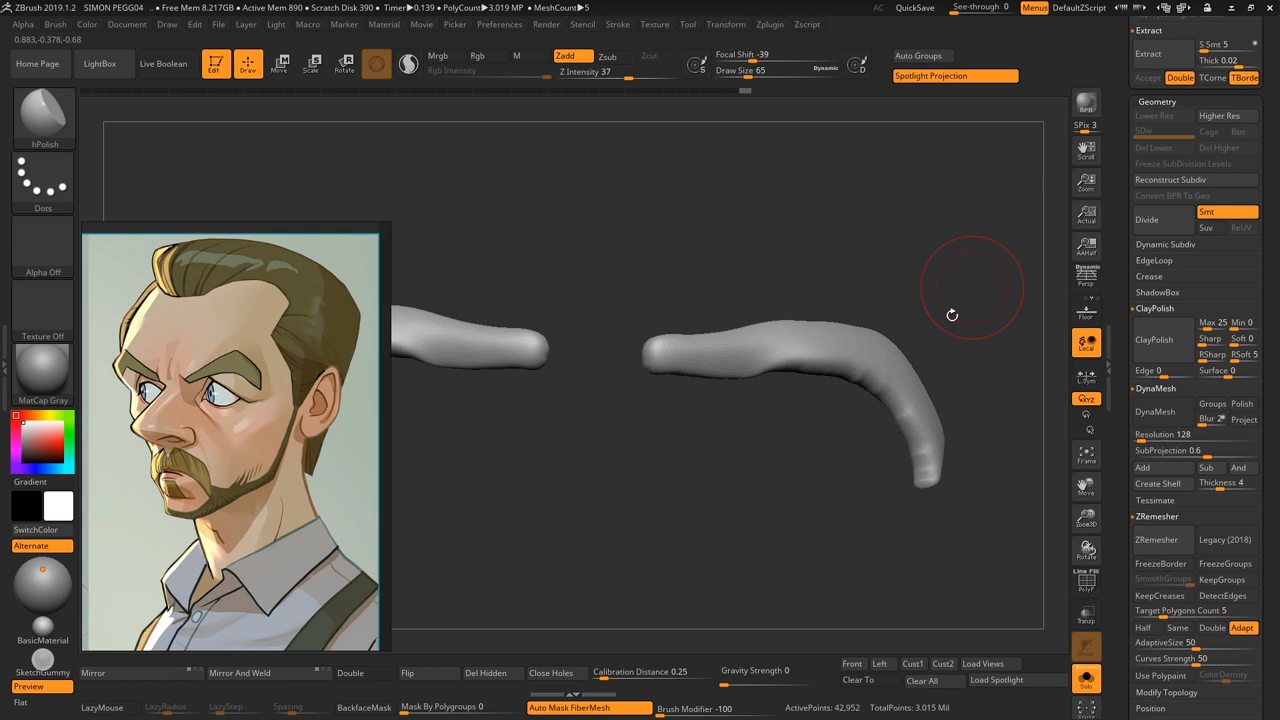 ZBrush 2019.1.2
SIMON PEGG04
.. • Free Mem 8.217GB • Active Mem 890 • Scratch Disk 390 • Timer▶0.139 • PolyCount▶3.019 MP • MeshCount▶5
AC
QuickSave
See-through 0
Menus
DefaultZScript
Alpha Brush Color Document Draw Edit File Layer Light Macro Marker Material Movie Picker Preferences Render Stencil Stroke Texture Tool Transform Zplugin Zscript
0.883,-0.378,-0.68
Home Page
LightBox
Live Boolean
Edit
Draw
Move
Scale
Rotate
Mrgb
Rgb
M
Rgb Intensity
Zadd
Zsub
Zcut
Z Intensity 37
S
Focal Shift -39
Draw Size 65
Dynamic
D
Auto Groups
Spotlight Projection
hPolish
Dots
Alpha Off
Texture Off
MatCap Gray
Gradient
SwitchColor
Alternate
BasicMaterial
SketchGummy
Preview
Flat
BPR
SPix 3
Scroll
Zoom
Actual
AAHalf
Dynamic
Persp
Floor
Local
L.Sym
XYZ
Frame
Move
Zoom3D
Rotate
Line Fill
PolyF
Transp
Ghost
Solo
Extract
Extract
S Smt 5
Thick 0.02
Accept
Double
TCorne
TBorde
Geometry
Lower Res
Higher Res
SDiv
Cage
Rstr
Del Lower
Del Higher
Freeze SubDivision Levels
Reconstruct Subdiv
Convert BPR To Geo
Divide
Smt
Suv
ReUV
Dynamic Subdiv
EdgeLoop
Crease
ShadowBox
ClayPolish
ClayPolish
Max 25
Min 0
Sharp
Soft 0
RSharp
RSoft 5
Edge 0
Surface 0
DynaMesh
DynaMesh
Groups
Polish
Blur 2
Project
Resolution 128
SubProjection 0.6
Add
Sub
And
Create Shell
Thickness 4
Tessimate
ZRemesher
ZRemesher
Legacy (2018)
FreezeBorder
FreezeGroups
SmoothGroups
KeepGroups
KeepCreases
DetectEdges
Target Polygons Count 5
Half
Same
Double
Adapt
AdaptiveSize 50
Curves Strength 50
Use Polypaint
ColorDensity
Modify Topology
Mirror
Mirror And Weld
Double
Flip
Del Hidden
Close Holes
Calibration Distance 0.25
Gravity Strength 0
Front
Left
Cust1
Cust2
Load Views
Clear To
Clear All
Load Spotlight
LazyMouse
LazyRadius
LazyStep
Spacing
BackfaceMask
Mask By Polygroups 0
Auto Mask FiberMesh
Brush Modifier -100
ActivePoints: 42,952
TotalPoints: 3.015 Mil